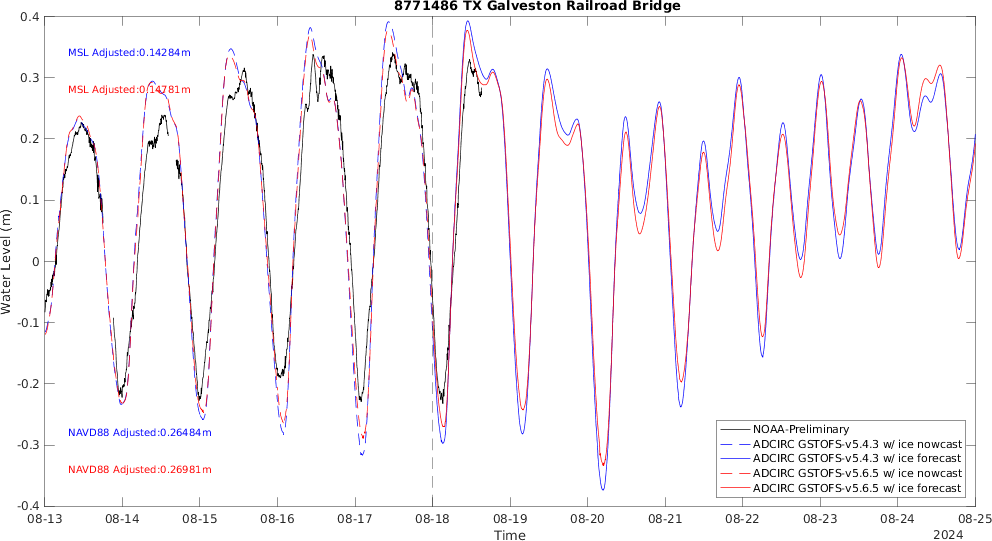 8771486 TX Galveston Railroad Bridge
0.4
MSL Adjusted:0.14284m
0.3
MSL Adjusted:0.14781m
0.2
0.1
Water Level (m)
0
-0.1
-0.2
NAVD88 Adjusted:0.26484m
-0.3
NAVD88 Adjusted:0.26981m
-0.4
NOAA-Preliminary
ADCIRC GSTOFS-v5.4.3 w/ ice nowcast
ADCIRC GSTOFS-v5.4.3 w/ ice forecast
ADCIRC GSTOFS-v5.6.5 w/ ice nowcast
ADCIRC GSTOFS-v5.6.5 w/ ice forecast
08-13 08-14 08-15 08-16 08-17 08-18 08-19 08-20 08-21 08-22 08-23 08-24 08-25
Time
2024